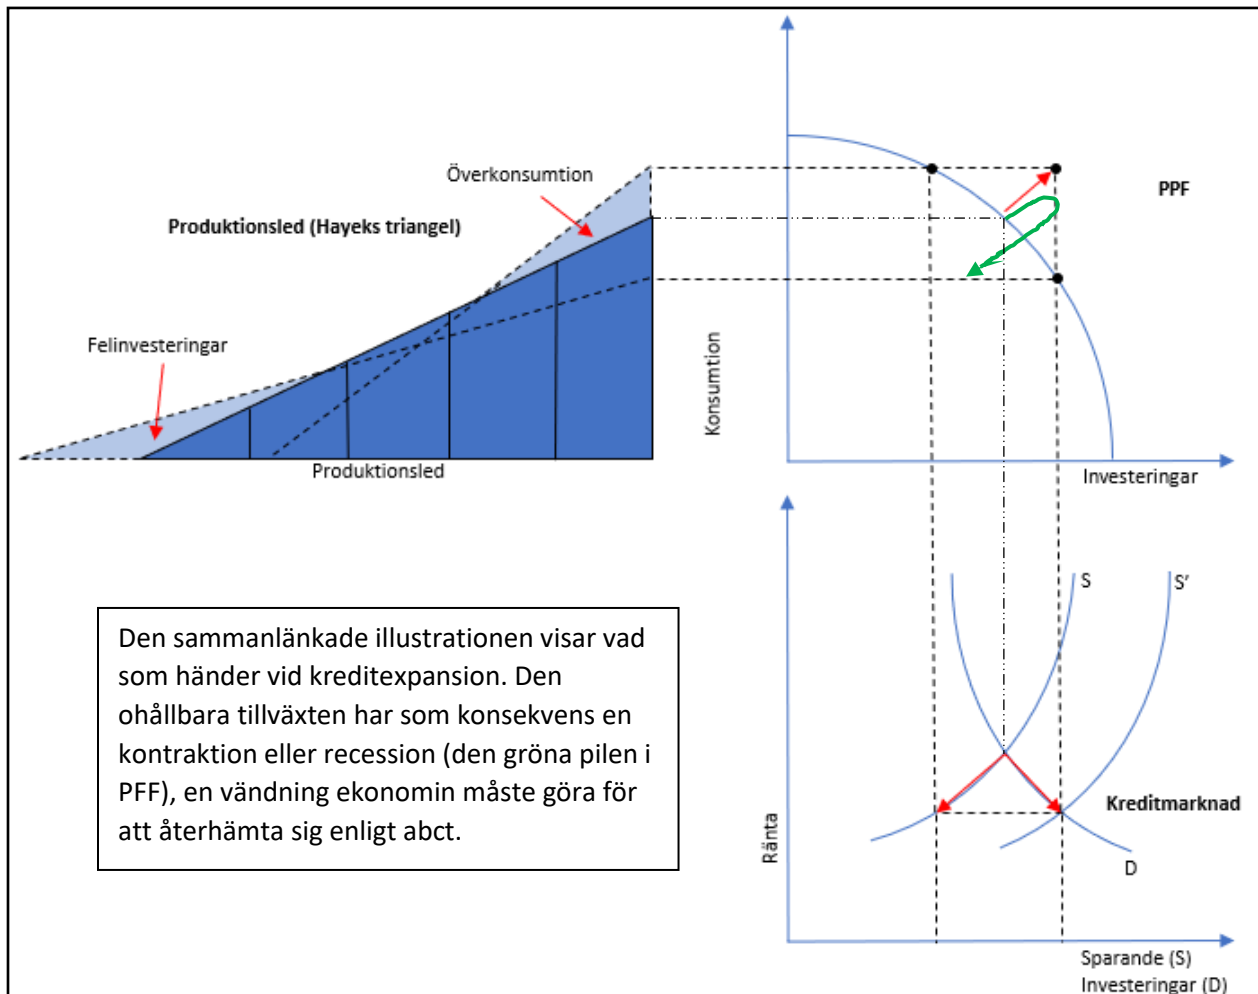 Överkonsumtion
PPF
Produktionsled (Hayeks triangel)
Felinvesteringar
Konsumtion
Produktionsled
Investeringar
S
S'
Den sammanlänkade illustrationen visar vad
som händer vid kreditexpansion. Den
ohållbara tillväxten har som konsekvens en
kontraktion eller recession (den gröna pilen i
PFF), en vändning ekonomin måste göra för
att återhämta sig enligt abct.
Kreditmarknad
Ränta
D
Sparande (S)
Investeringar (D)